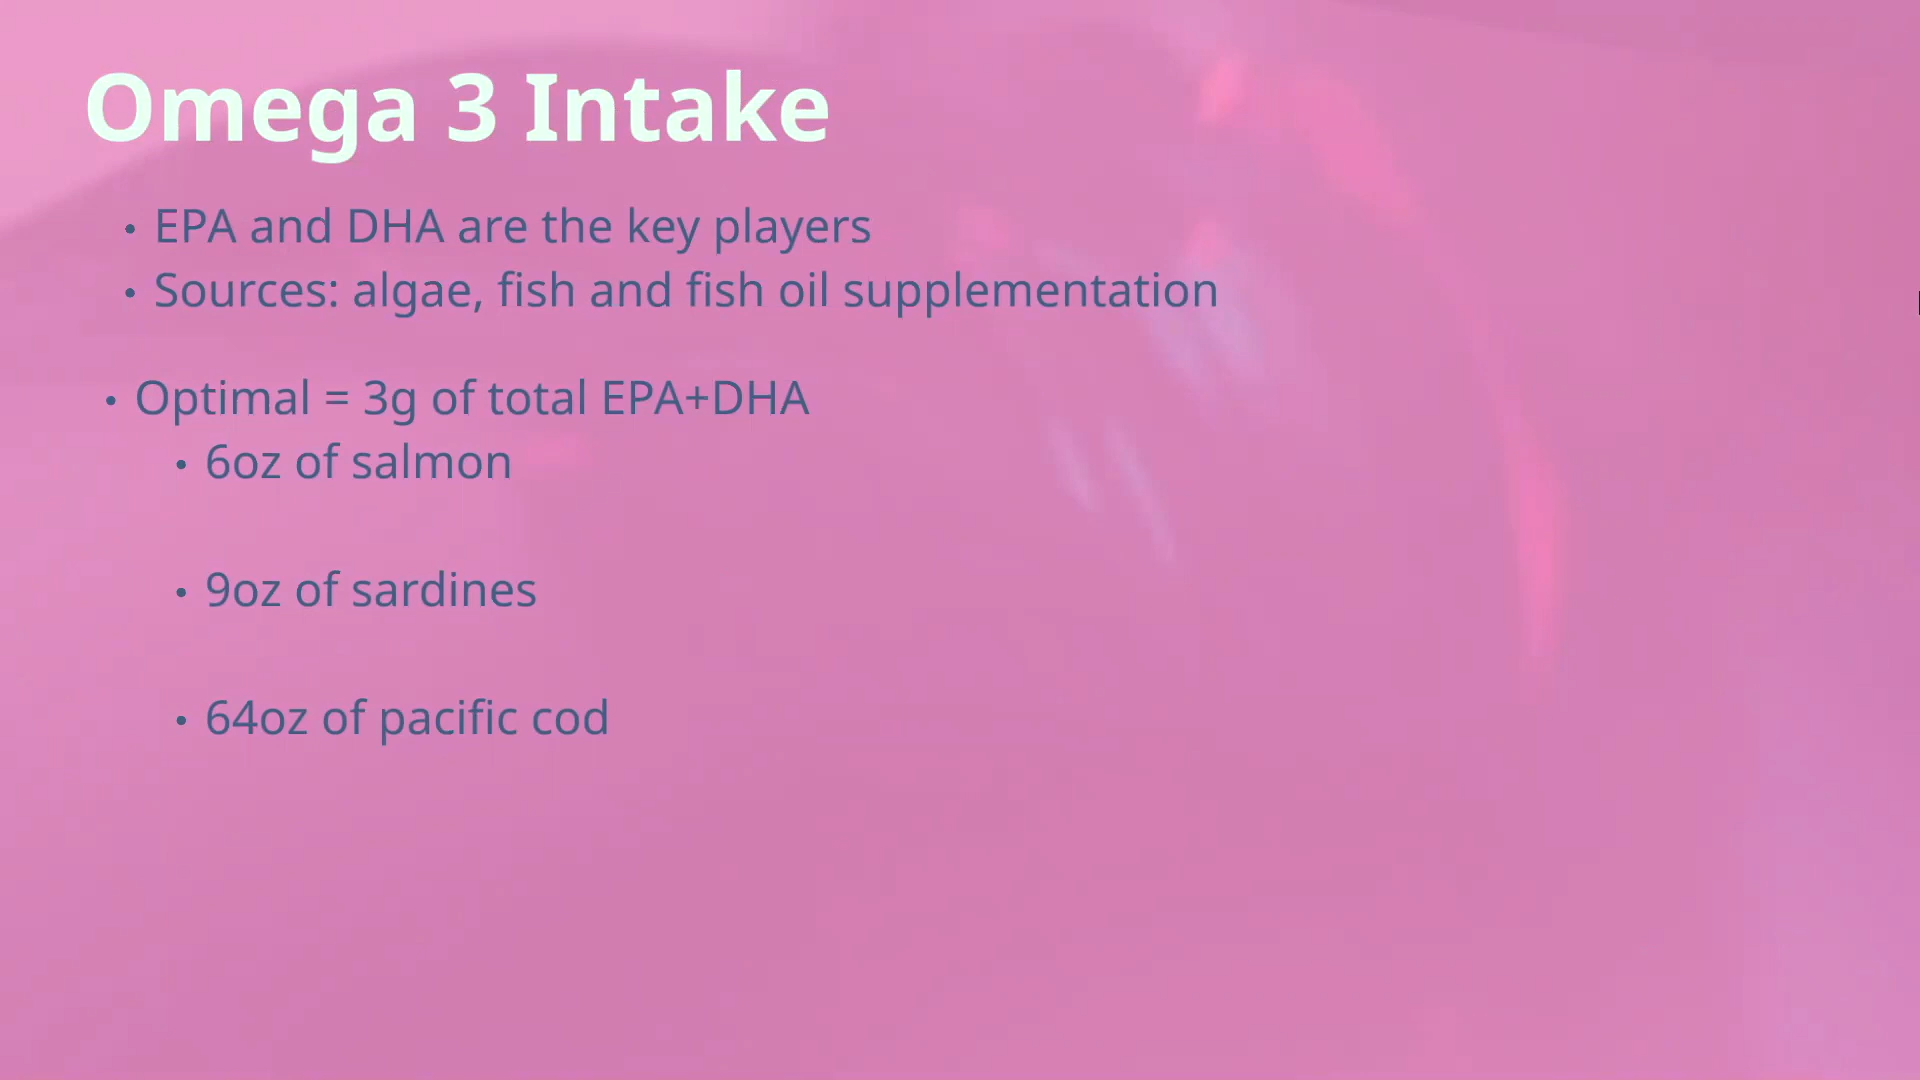 Omega 3 Intake
• EPA and DHA are the key players
• Sources: algae, fish and fish oil supplementation
• Optimal = 3g of total EPA+DHA
• 6oz of salmon
• 9oz of sardines
• 64oz of pacific cod